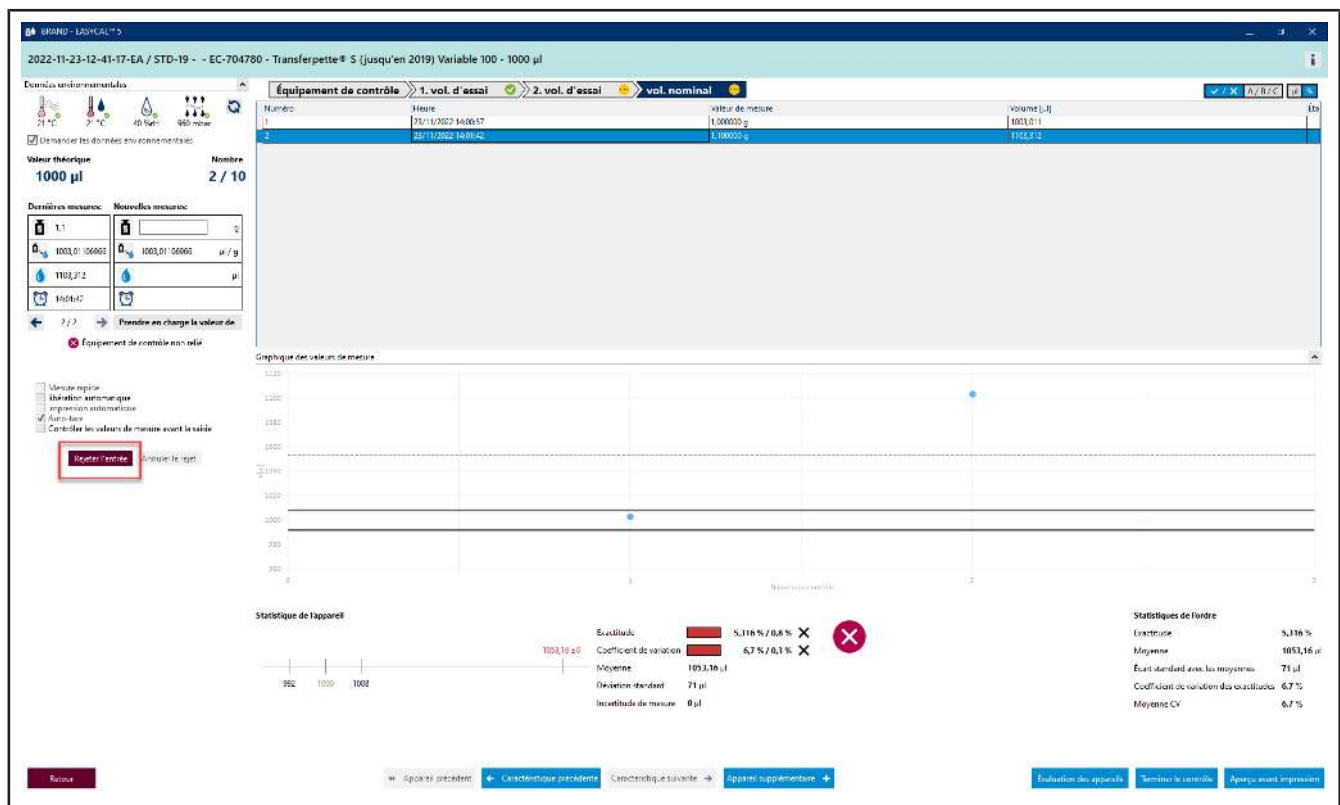 BRAND - EASYCAL™ 5
2022-11-23-12-41-17-EA / STD-19 - - EC-704780 - Transferpette® S (jusqu'en 2019) Variable 100 - 1000 µl
Données environnementales
21 °C 21 °C 40 %rH 960 mbar
Demander les données environnementales
Valeur théorique Nombre
1000 µl 2 / 10
Dernières mesures: Nouvelles mesures:
1,1 g
1003,01106966 1003,01106966 µl / g
1103,312 µl
14:01:42
2 / 2 Prendre en charge la valeur de
Équipement de contrôle non relié
Mesure rapide
libération automatique
impression automatique
Auto-tare
Contrôler les valeurs de mesure avant la saisie
Rejeter l'entrée Annuler le rejet
Équipement de contrôle 1. vol. d'essai 2. vol. d'essai vol. nominal
✓ / X A / B / C µl %
Numéro Heure Valeur de mesure Volume [µl] Éta
1 23/11/2022 14:00:57 1,000000 g 1003,011
2 23/11/2022 14:01:42 1,100000 g 1103,312
Graphique des valeurs de mesure
1000
0 1 2 3
Statistique de l'appareil
1053,16 ±0
992 1000 1008
Exactitude 5,316 % / 0,8 %
Coefficient de variation 6,7 % / 0,1 %
Moyenne 1053,16 µl
Déviation standard 71 µl
Incertitude de mesure 0 µl
Statistiques de l'ordre
Exactitude 5,316 %
Moyenne 1053,16 µl
Écart standard avec les moyennes 71 µl
Coefficient de variation des exactitudes 6,7 %
Moyenne CV 6,7 %
Retour Appareil précédent Caractéristique précédente Caractéristique suivante Appareil supplémentaire Évaluation des appareils Terminer le contrôle Aperçu avant impression